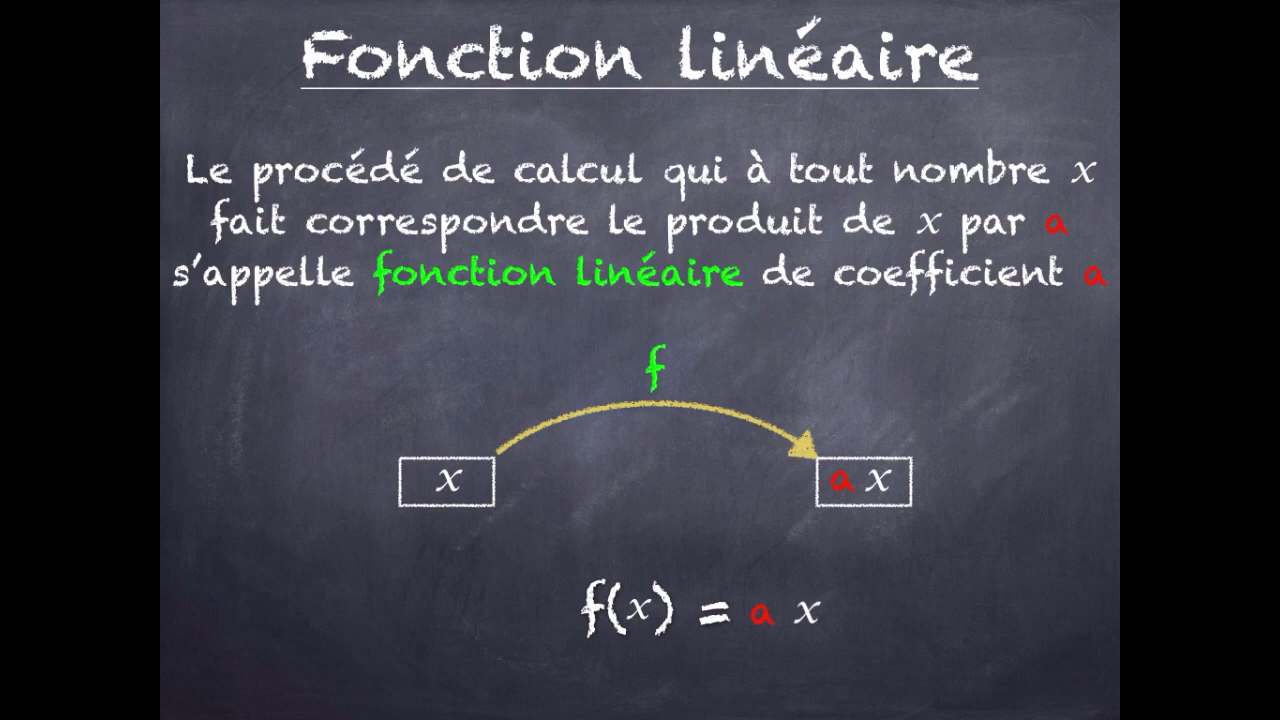 Fonction linéaire
Le procédé de calcul qui à tout nombre x
fait correspondre le produit de x par a
s'appelle fonction linéaire de coefficient a
f
x
a x
f(x) = a x